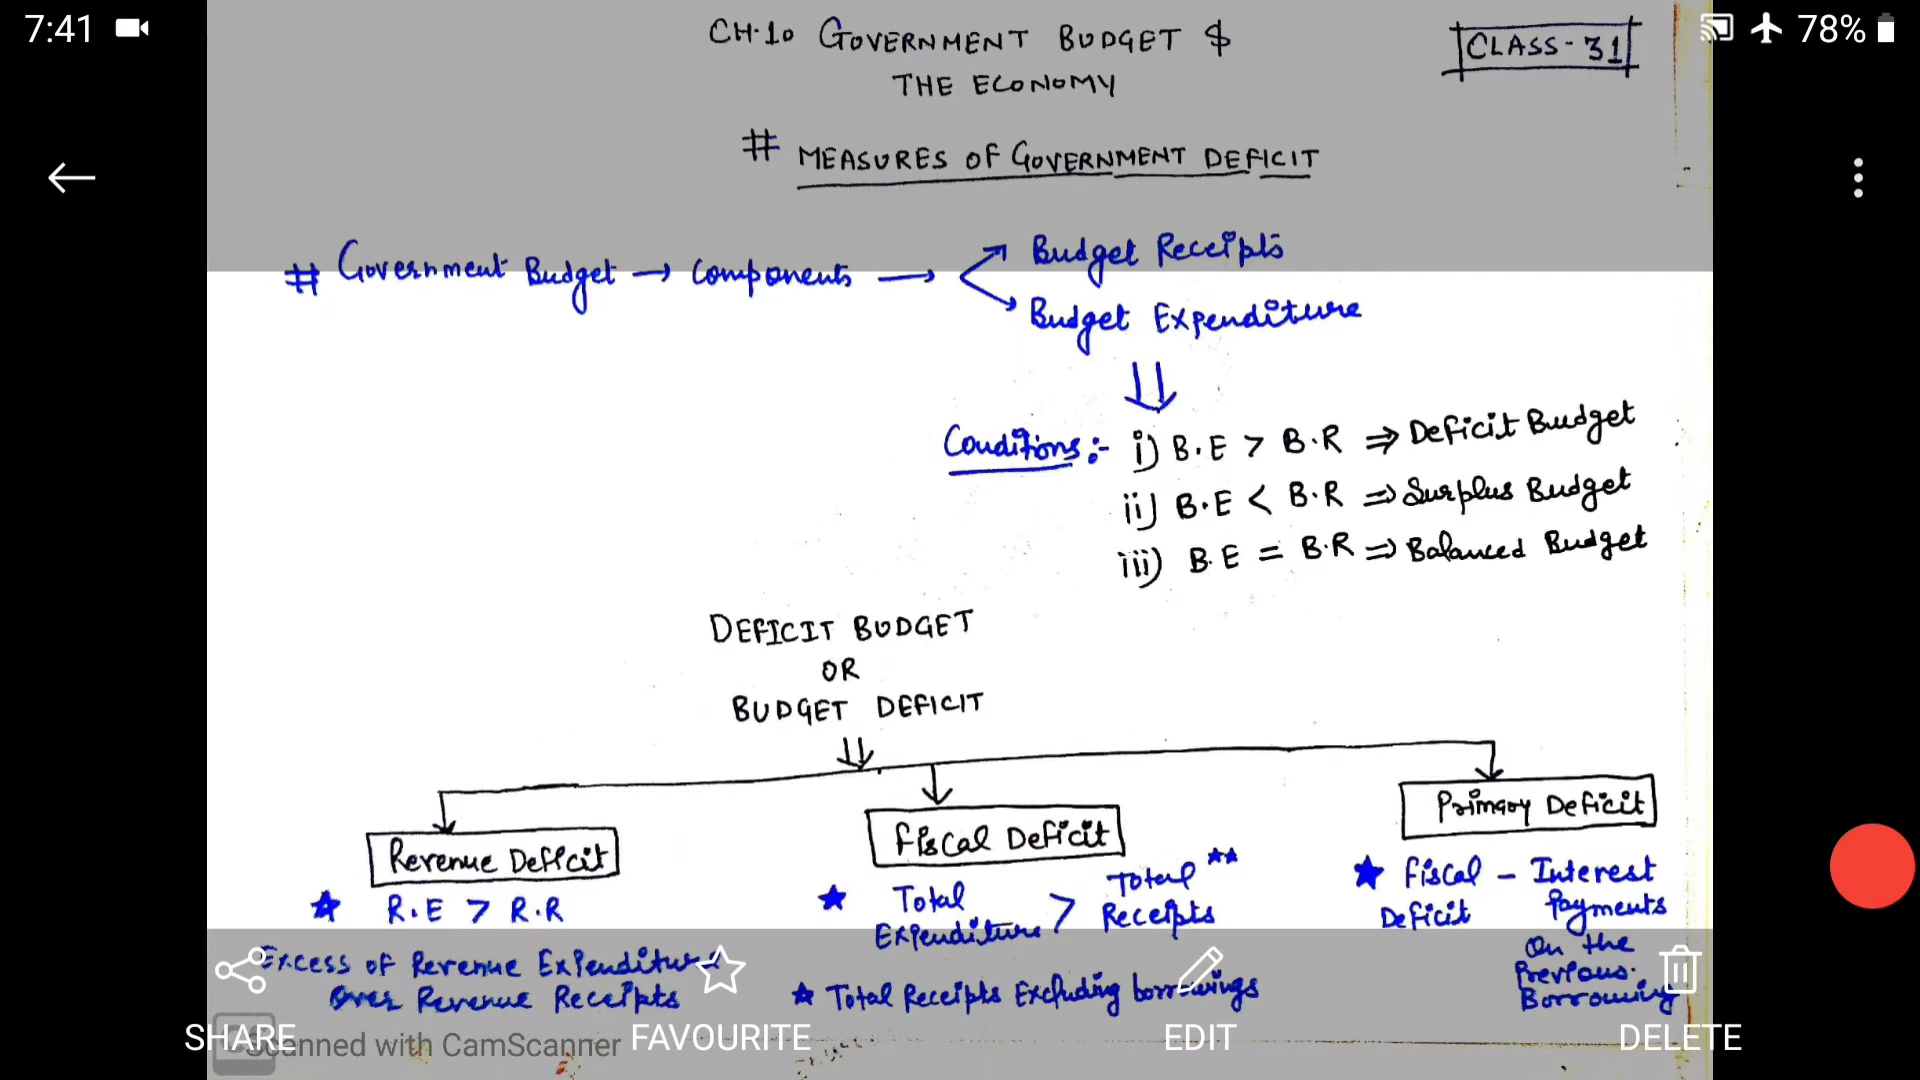 7:41
78%
CH·10 GOVERNMENT BUDGET &
THE ECONOMY
CLASS-31
# MEASURES OF GOVERNMENT DEFICIT
# Government Budget → Components → Budget Receipts
Budget Expenditure
Conditions:- i) B.E > B.R ⇒ Deficit Budget
ii) B.E < B.R ⇒ Surplus Budget
iii) B.E = B.R ⇒ Balanced Budget
DEFICIT BUDGET
OR
BUDGET DEFICIT
Revenue Deficit
★ R.E > R.R
Excess of Revenue Expenditure
Over Revenue Receipts
Fiscal Deficit
★ Total Expenditure > Total Receipts **
★ Total Receipts Excluding borrowings
Primary Deficit
★ Fiscal Deficit - Interest Payments
On the
Previous
Borrowing
SHARE
Scanned with CamScanner
FAVOURITE
EDIT
DELETE